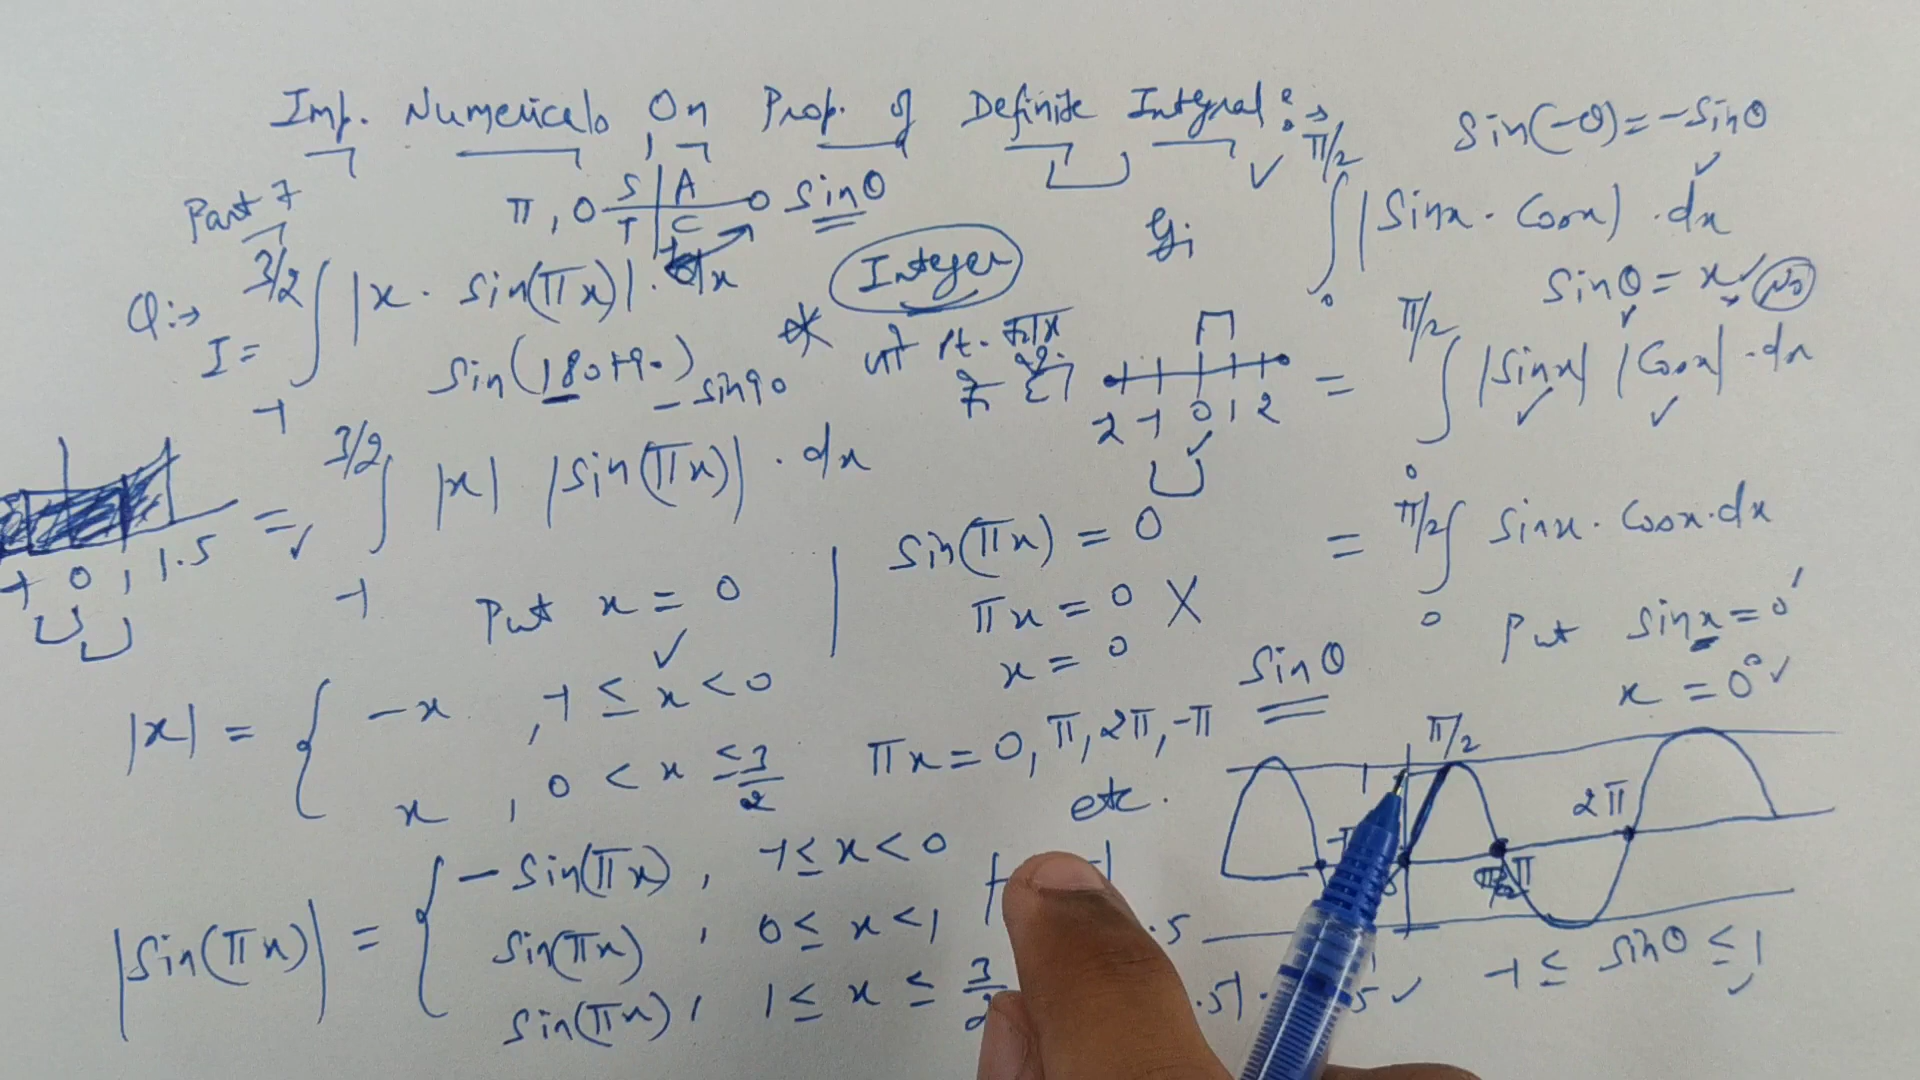 Imp. Numericals On Prop. of Definite Integral :→
Part 7
π, 0 S A T C 0 sinθ
Sin(-θ) = -Sinθ
Q:→ I = ∫ 3/2 -1 |x . sin(πx)| . dx
Integer
∫ π/2 0 |Sinx . Cosx| . dx
Sinθ = x
sin(180+90)
- sin90
int pt.
2 -1 0 1 2
= ∫ π/2 0 |Sinx| |Cosx| . dx
= ∫ 3/2 -1 |x| |sin(πx)| . dx
-1 0 1 1.5
= ∫ π/2 0 Sinx . Cosx . dx
Put x = 0
Sin(πx) = 0
πx = 0 X
x = 0
Put sinx = 0
x = 0°
|x| = { -x , -1 ≤ x < 0
x , 0 < x ≤ 3/2
πx = 0, π, 2π, -π
etc.
Sinθ
π/2
1
2π
π
|Sin(πx)| = { - Sin(πx) , -1 ≤ x < 0
Sin(πx) , 0 ≤ x < 1
Sin(πx) , 1 ≤ x ≤ 3/2
-1 ≤ sinθ ≤ 1